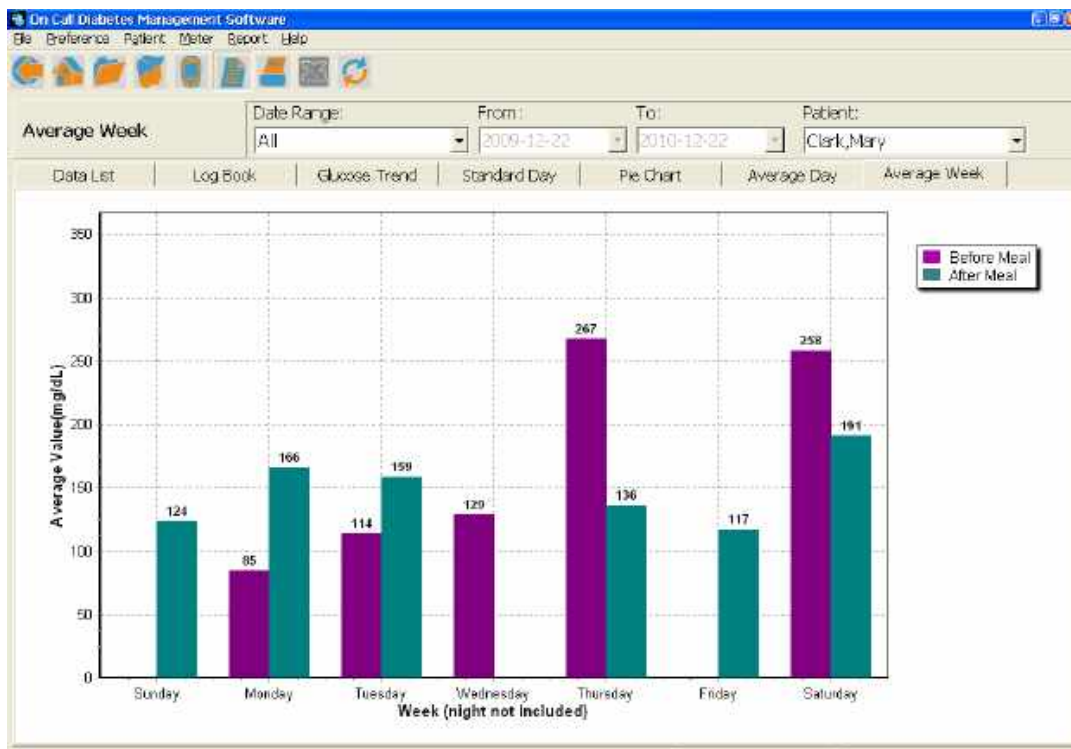 On Call Diabetes Management Software
File Preference Patient Meter Report Help
Average Week
Date Range: From: To: Patient:
All 2009-12-22 2010-12-22 Clark,Mary
Data List Log Book Glucose Trend Standard Day Pie Chart Average Day Average Week
Before Meal
After Meal
Average Value(mg/dL)
350
300
250
200
150
100
50
0
124
85
166
114
159
129
267
136
117
258
191
Sunday Monday Tuesday Wednesday Thursday Friday Saturday
Week (night not included)